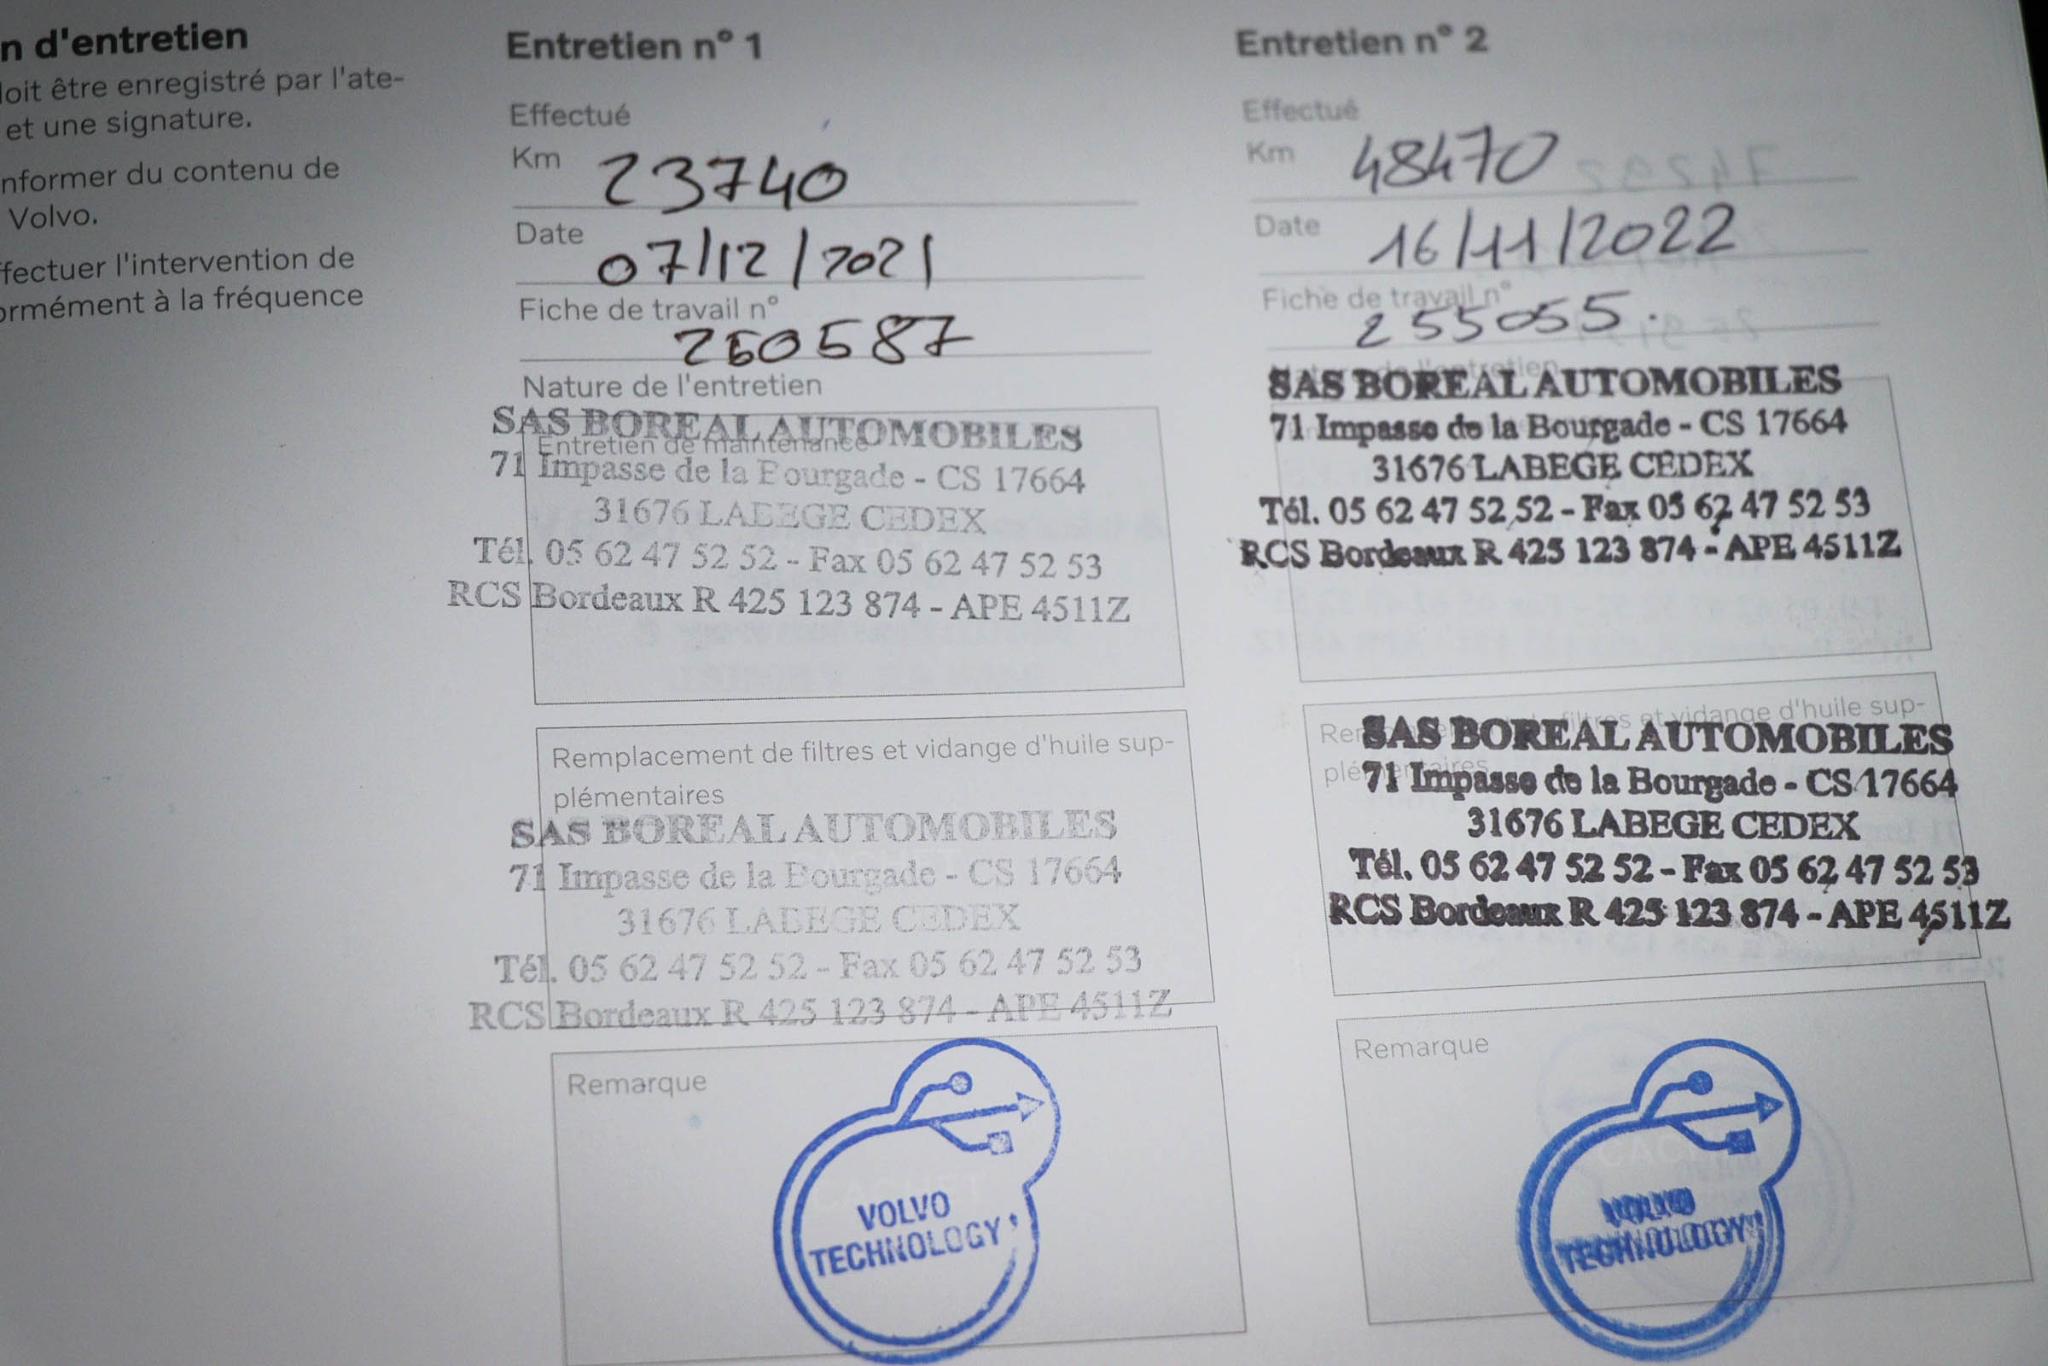 n d'entretien
loit être enregistré par l'ate-
et une signature.
nformer du contenu de
Volvo.
ffectuer l'intervention de
ormément à la fréquence
Entretien n° 1
Effectué
Km 23740
Date 07/12/2021
Fiche de travail n° 260587
Nature de l'entretien
Entretien de maintenance
SAS BOREAL AUTOMOBILES
71 Impasse de la Bourgade - CS 17664
31676 LABEGE CEDEX
Tél. 05 62 47 52 52 - Fax 05 62 47 52 53
RCS Bordeaux R 425 123 874 - APE 4511Z
Remplacement de filtres et vidange d'huile sup-
plémentaires
SAS BOREAL AUTOMOBILES
71 Impasse de la Bourgade - CS 17664
31676 LABEGE CEDEX
Tél. 05 62 47 52 52 - Fax 05 62 47 52 53
RCS Bordeaux R 425 123 874 - APE 4511Z
Remarque
CACHET
VOLVO
TECHNOLOGY
Entretien n° 2
Effectué
Km 48470
Date 16/11/2022
Fiche de travail n° 255055.
SAS BOREAL AUTOMOBILES
71 Impasse de la Bourgade - CS 17664
31676 LABEGE CEDEX
Tél. 05 62 47 52 52 - Fax 05 62 47 52 53
RCS Bordeaux R 425 123 874 - APE 4511Z
filtres et vidange d'huile sup-
plémentaires
SAS BOREAL AUTOMOBILES
71 Impasse de la Bourgade - CS 17664
31676 LABEGE CEDEX
Tél. 05 62 47 52 52 - Fax 05 62 47 52 53
RCS Bordeaux R 425 123 874 - APE 4511Z
Remarque
VOLVO
TECHNOLOGY